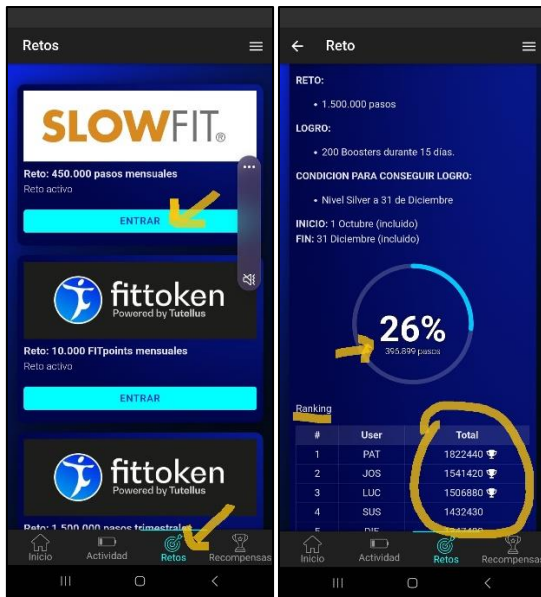 Retos
SLOWFIT®
Reto: 450.000 pasos mensuales
Reto activo
ENTRAR
fittoken
Powered by Tutellus
Reto: 10.000 FITpoints mensuales
Reto activo
ENTRAR
fittoken
Powered by Tutellus
Reto: 1.500.000 pasos trimestrales
Inicio
Actividad
Retos
Recompensas
Reto
RETO:
• 1.500.000 pasos
LOGRO:
• 200 Boosters durante 15 días.
CONDICION PARA CONSEGUIR LOGRO:
• Nivel Silver a 31 de Diciembre
INICIO: 1 Octubre (incluido)
FIN: 31 Diciembre (incluido)
26%
396.899 pasos
Ranking
# User Total
1 PAT 1822440
2 JOS 1541420
3 LUC 1506880
4 SUS 1432430
Inicio
Actividad
Retos
Recompensas